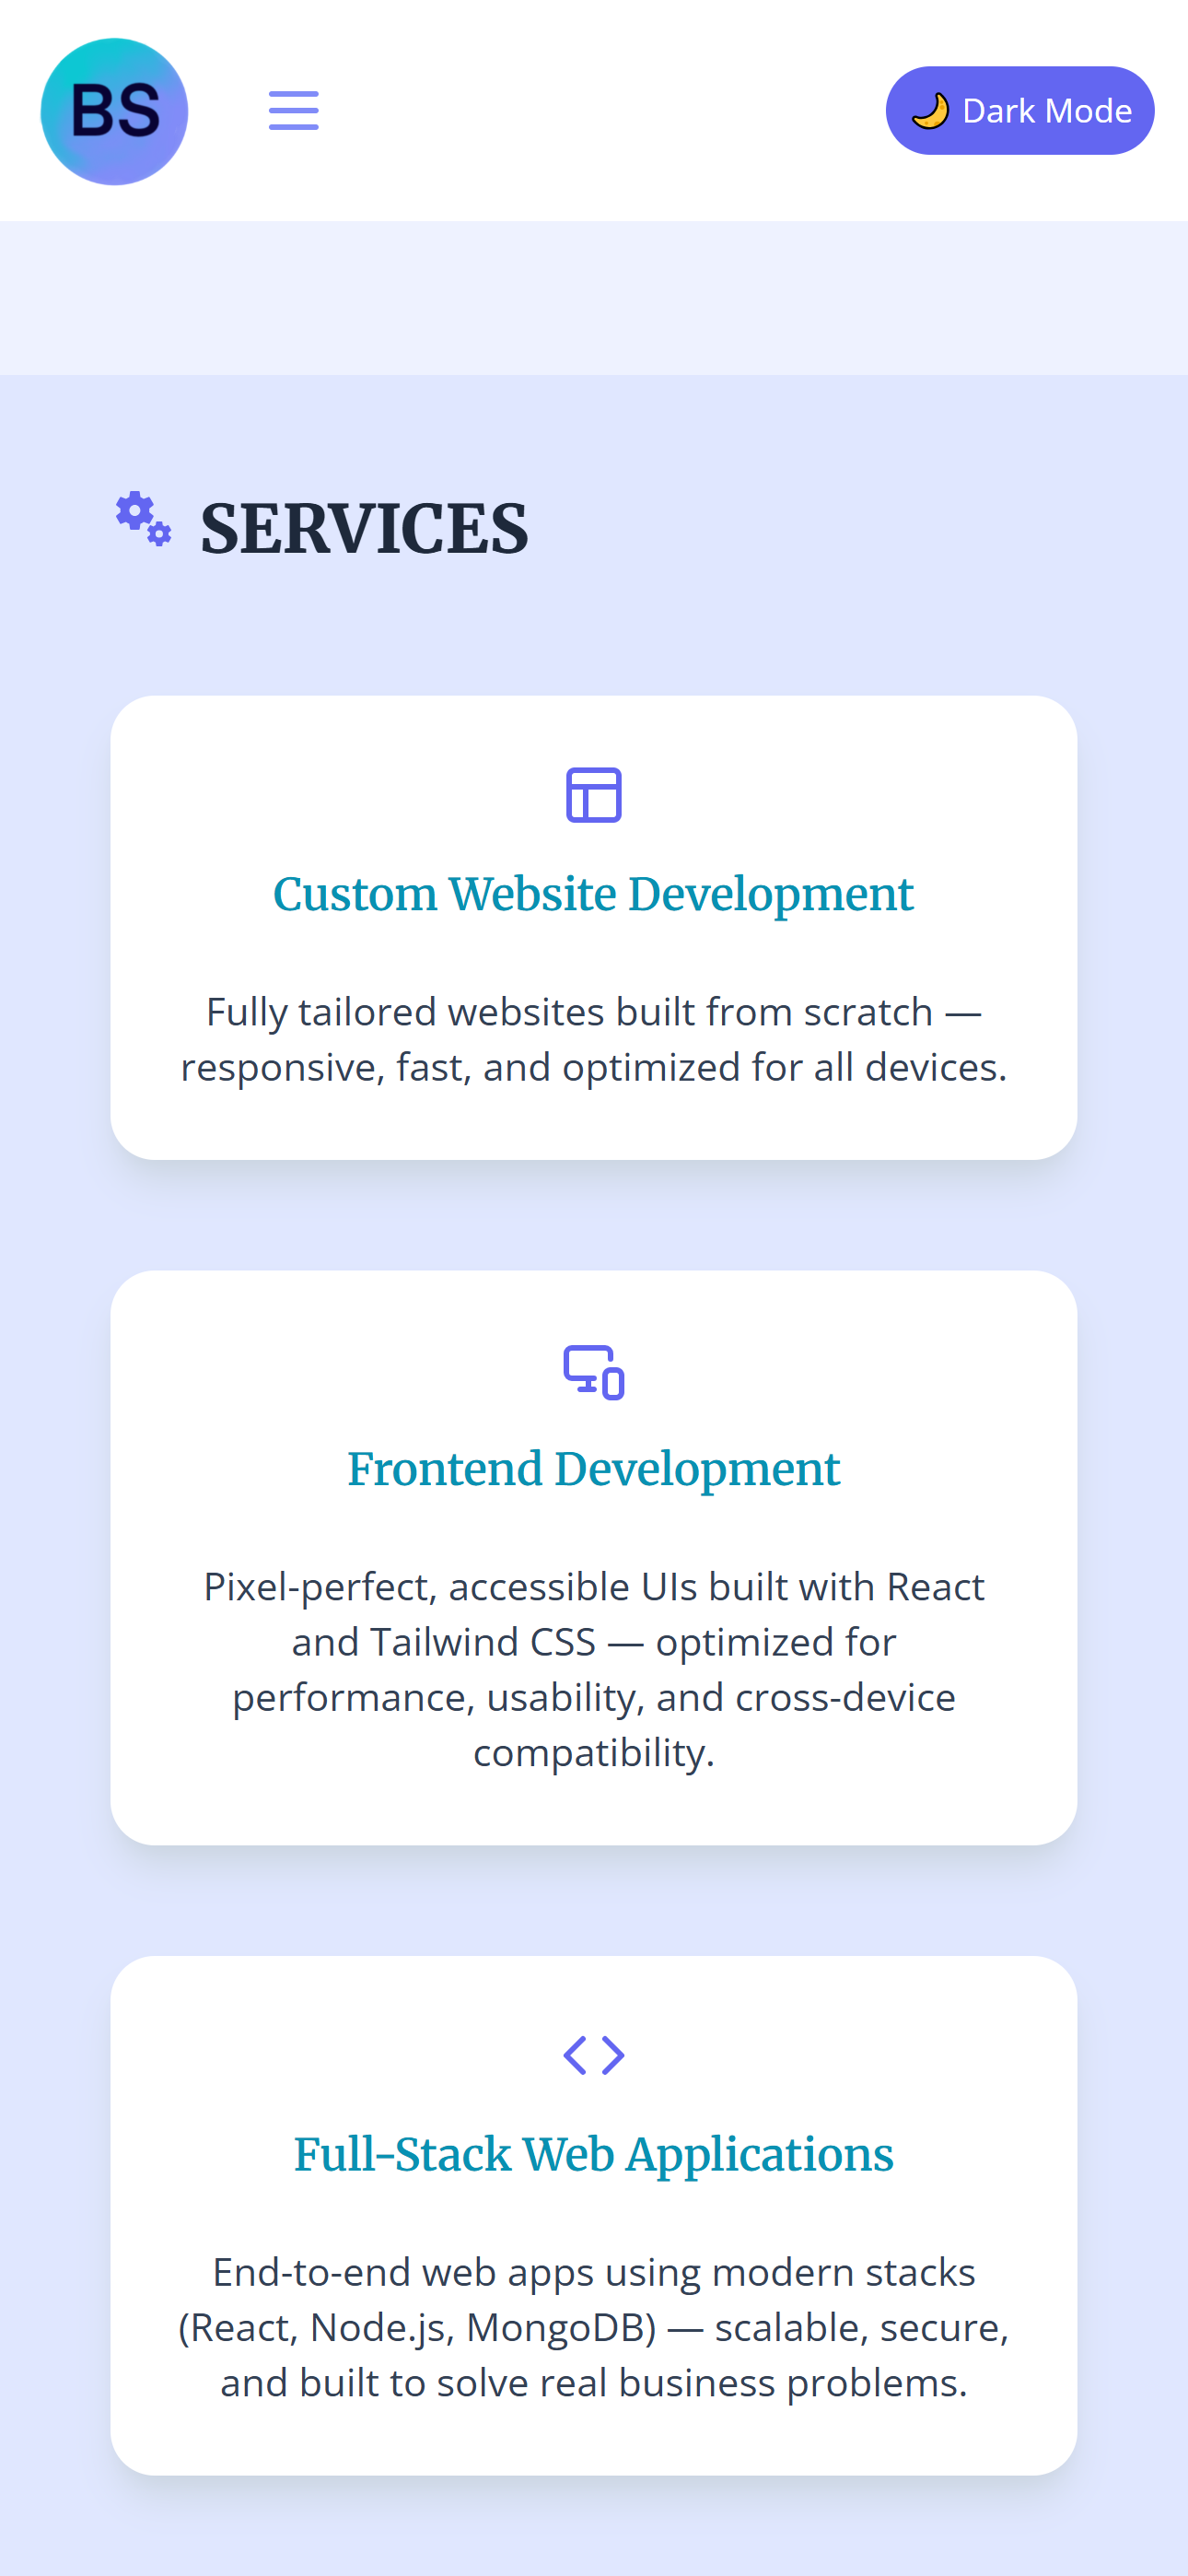 BS
🌙 Dark Mode
SERVICES
Custom Website Development
Fully tailored websites built from scratch —
responsive, fast, and optimized for all devices.
Frontend Development
Pixel-perfect, accessible UIs built with React
and Tailwind CSS — optimized for
performance, usability, and cross-device
compatibility.
Full-Stack Web Applications
End-to-end web apps using modern stacks
(React, Node.js, MongoDB) — scalable, secure,
and built to solve real business problems.